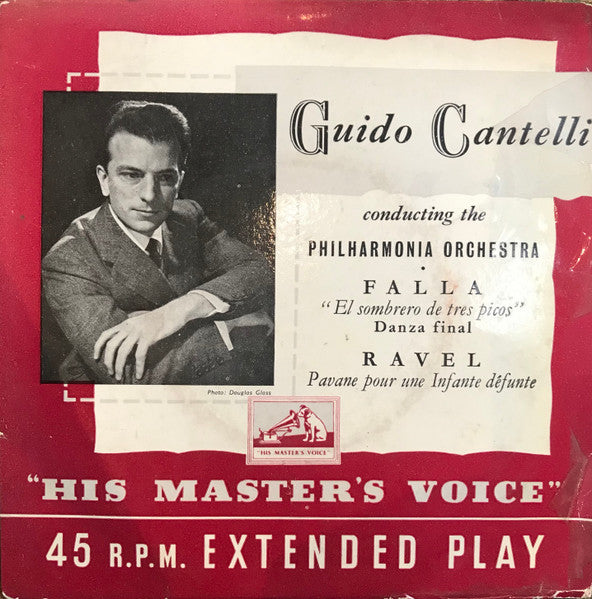 Guido Cantelli
conducting the
PHILHARMONIA ORCHESTRA
·
FALLA
"El sombrero de tres picos"
Danza final
RAVEL
Pavane pour une Infante défunte
Photo: Douglas Glass
"HIS MASTER'S VOICE"
"HIS MASTER'S VOICE"
45 R.P.M. EXTENDED PLAY